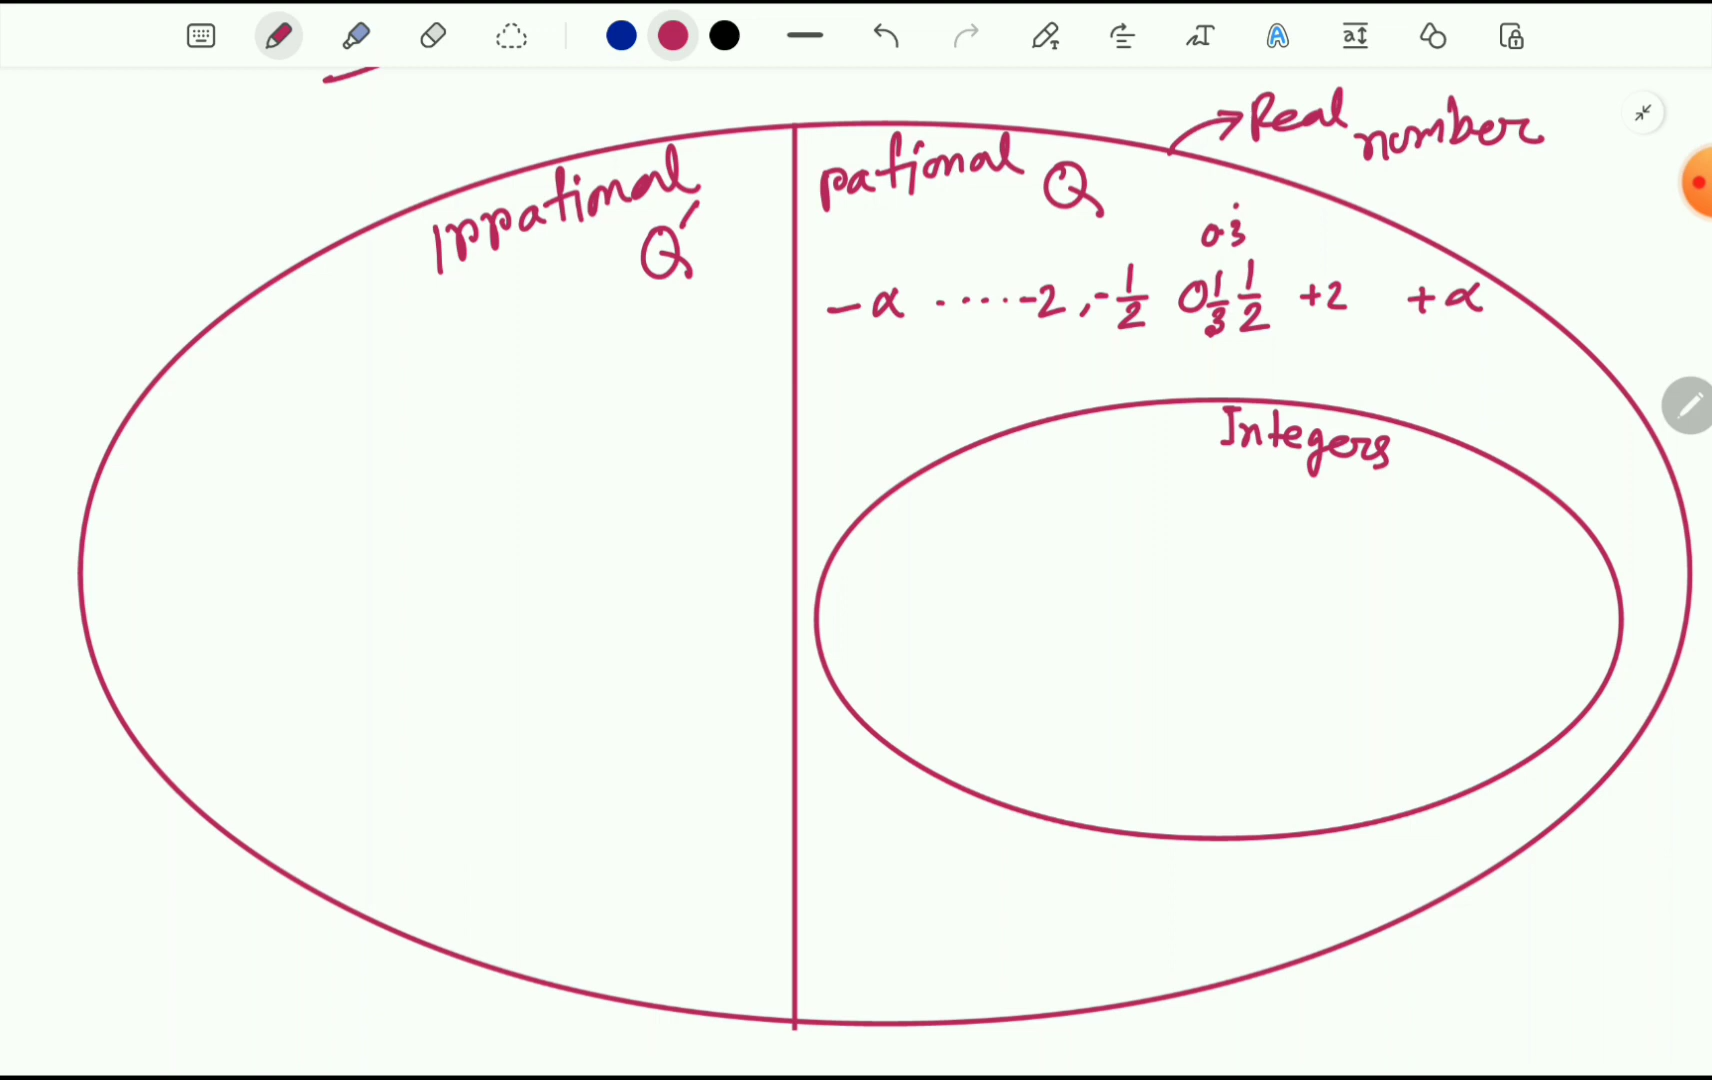 Real number
Irrational
Q′
Rational Q
0.3̇
-α .....-2, -1/2 0 1/3 1/2 +2 +α
Integers